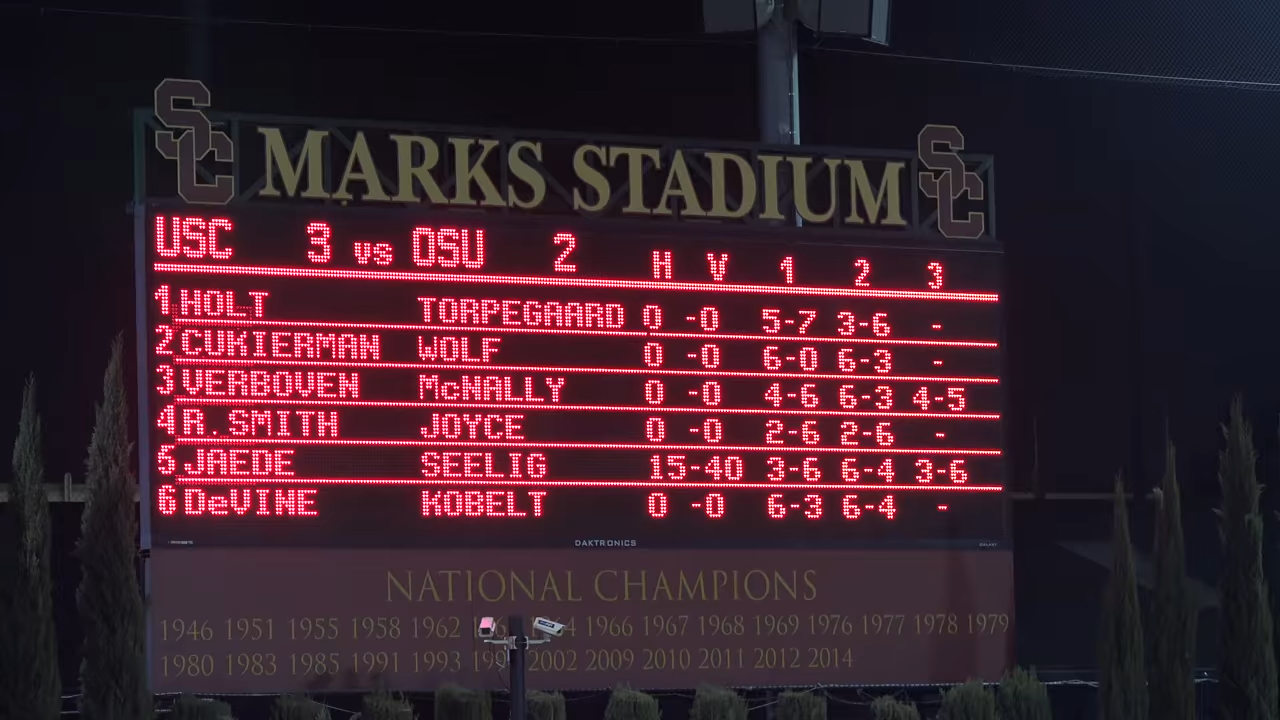 SC MARKS STADIUM SC
USC 3 vs OSU 2 H V 1 2 3
1 HOLT TORPEGAARD 0 -0 5-7 3-6 -
2 CUKIERMAN WOLF 0 -0 6-0 6-3 -
3 VERBOVEN McNALLY 0 -0 4-6 6-3 4-5
4 R.SMITH JOYCE 0 -0 2-6 2-6 -
5 JAEDE SEELIG 15-40 3-6 6-4 3-6
6 DeVINE KOBELT 0 -0 6-3 6-4 -
DAKTRONICS
NATIONAL CHAMPIONS
1946 1951 1955 1958 1962 1966 1967 1968 1969 1976 1977 1978 1979
1980 1983 1985 1991 1993 2002 2009 2010 2011 2012 2014